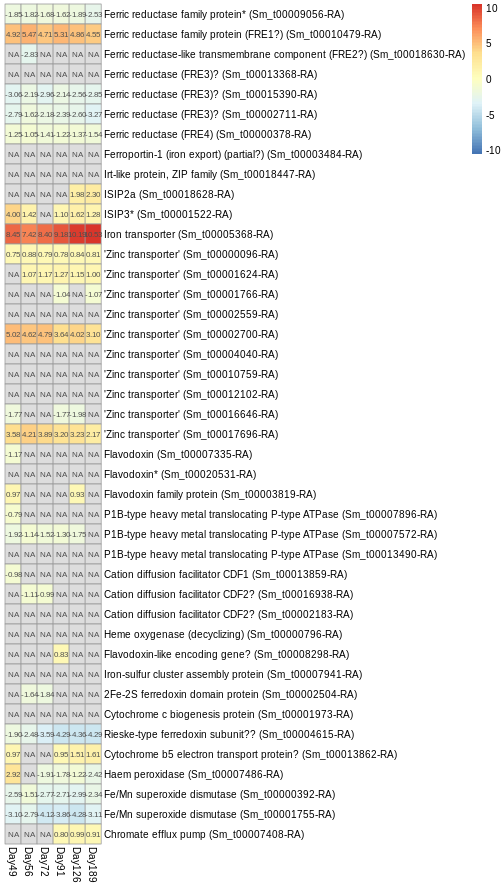 -1.85 -1.82 -1.68 -1.62 -1.89 -2.53 Ferric reductase family protein* (Sm_t00009056-RA)
4.92 5.47 4.71 5.31 4.86 4.55 Ferric reductase family protein (FRE1?) (Sm_t00010479-RA)
NA -2.83 NA NA NA NA Ferric reductase-like transmembrane component (FRE2?) (Sm_t00018630-RA)
NA NA NA NA NA NA Ferric reductase (FRE3)? (Sm_t00013368-RA)
-3.06 -2.19 -2.96 -2.14 -2.56 -2.85 Ferric reductase (FRE3)? (Sm_t00015390-RA)
-2.79 -1.62 -2.18 -2.39 -2.60 -3.27 Ferric reductase (FRE3)? (Sm_t00002711-RA)
-1.25 -1.05 -1.41 -1.22 -1.37 -1.54 Ferric reductase (FRE4) (Sm_t00000378-RA)
NA NA NA NA NA NA Ferroportin-1 (iron export) (partial?) (Sm_t00003484-RA)
NA NA NA NA NA NA Irt-like protein, ZIP family (Sm_t00018447-RA)
NA NA NA NA 1.98 2.30 ISIP2a (Sm_t00018628-RA)
4.00 1.42 NA 1.10 1.62 1.28 ISIP3* (Sm_t00001522-RA)
8.45 7.42 8.40 9.18 Iron transporter (Sm_t00005368-RA)
0.75 0.88 0.79 0.78 0.84 0.81 'Zinc transporter' (Sm_t00000096-RA)
NA 1.07 1.17 1.27 1.15 1.00 'Zinc transporter' (Sm_t00001624-RA)
NA NA NA -1.04 NA -1.07 'Zinc transporter' (Sm_t00001766-RA)
NA NA NA NA NA NA 'Zinc transporter' (Sm_t00002559-RA)
5.02 4.62 4.79 3.64 4.02 3.10 'Zinc transporter' (Sm_t00002700-RA)
NA NA NA NA NA NA 'Zinc transporter' (Sm_t00004040-RA)
NA NA NA NA NA NA 'Zinc transporter' (Sm_t00010759-RA)
NA NA NA NA NA NA 'Zinc transporter' (Sm_t00012102-RA)
-1.77 NA NA -1.77 -1.98 NA 'Zinc transporter' (Sm_t00016646-RA)
3.58 4.21 3.89 3.20 3.23 2.17 'Zinc transporter' (Sm_t00017696-RA)
-1.17 NA NA NA NA NA Flavodoxin (Sm_t00007335-RA)
NA NA NA NA NA NA Flavodoxin* (Sm_t00020531-RA)
0.97 NA NA NA 0.93 NA Flavodoxin family protein (Sm_t00003819-RA)
-0.79 NA NA NA NA NA P1B-type heavy metal translocating P-type ATPase (Sm_t00007896-RA)
-1.92 -1.14 -1.52 -1.30 -1.75 NA P1B-type heavy metal translocating P-type ATPase (Sm_t00007572-RA)
NA NA NA NA NA NA P1B-type heavy metal translocating P-type ATPase (Sm_t00013490-RA)
-0.98 NA NA NA NA NA Cation diffusion facilitator CDF1 (Sm_t00013859-RA)
NA -1.11 -0.99 NA NA NA Cation diffusion facilitator CDF2? (Sm_t00016938-RA)
NA NA NA NA NA NA Cation diffusion facilitator CDF2? (Sm_t00002183-RA)
NA NA NA NA NA NA Heme oxygenase (decyclizing) (Sm_t00000796-RA)
NA NA NA 0.83 NA NA Flavodoxin-like encoding gene? (Sm_t00008298-RA)
NA NA NA NA NA NA Iron-sulfur cluster assembly protein (Sm_t00007941-RA)
NA -1.64 -1.84 NA NA NA 2Fe-2S ferredoxin domain protein (Sm_t00002504-RA)
NA NA NA NA NA NA Cytochrome c biogenesis protein (Sm_t00001973-RA)
-1.90 -2.48 -3.59 -4.29 -4.36 -4.29 Rieske-type ferredoxin subunit?? (Sm_t00004615-RA)
0.97 NA NA 0.95 1.51 1.61 Cytochrome b5 electron transport protein? (Sm_t00013862-RA)
2.92 NA -1.91 -1.78 -1.22 -2.42 Haem peroxidase (Sm_t00007486-RA)
-2.59 -1.51 -2.77 -2.71 -2.99 -2.34 Fe/Mn superoxide dismutase (Sm_t00000392-RA)
-3.10 -2.79 -4.12 -3.86 -4.28 -3.11 Fe/Mn superoxide dismutase (Sm_t00001755-RA)
NA NA NA 0.80 0.99 0.91 Chromate efflux pump (Sm_t00007408-RA)
Day49 Day56 Day72 Day91 Day126 Day189
10
5
0
-5
-10